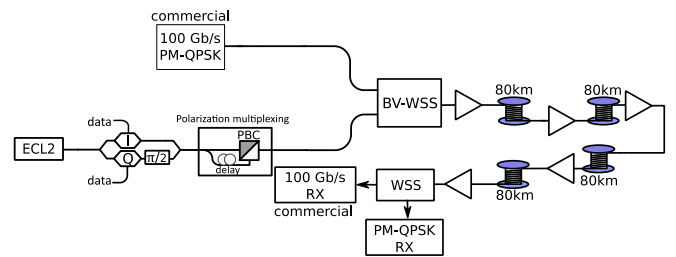 commercial
100 Gb/s
PM-QPSK
data
ECL2
I
Q
π/2
data
Polarization multiplexing
PBC
delay
BV-WSS
80km
80km
80km
80km
100 Gb/s
RX
commercial
WSS
PM-QPSK
RX